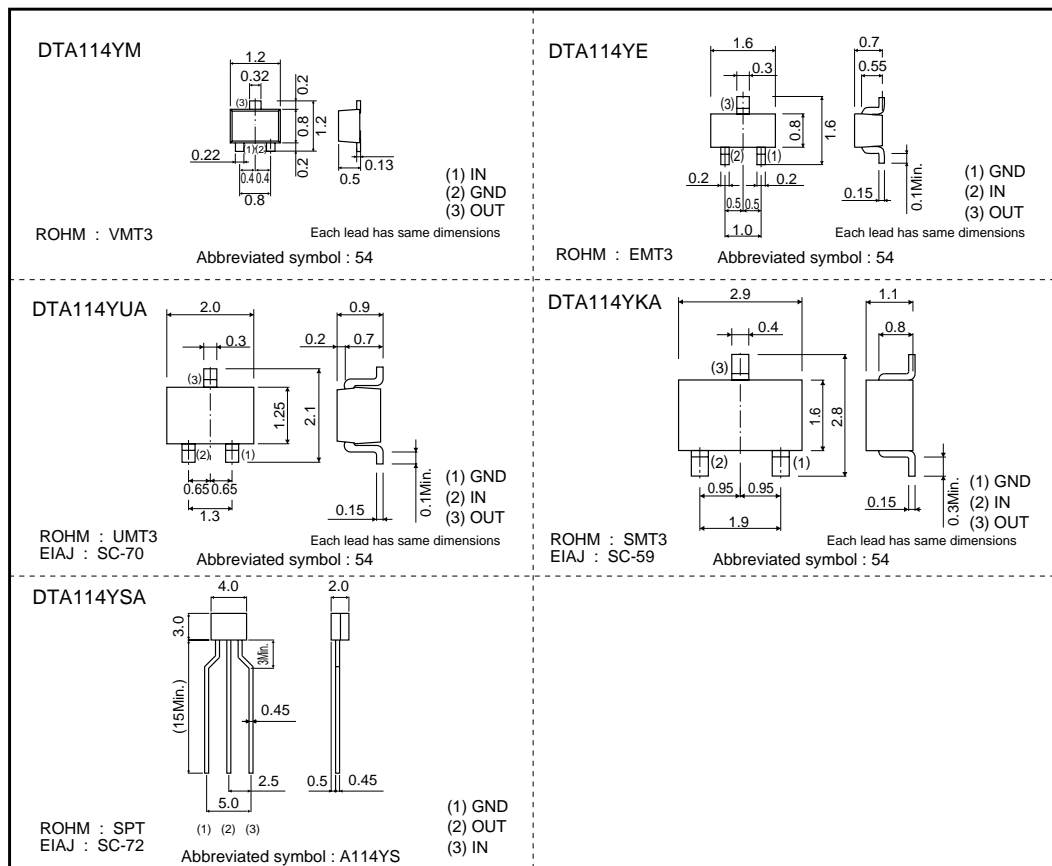 DTA114YM
1.2
0.32
0.2
(3)
0.8
1.2
(1) (2)
0.22
0.2
0.4 0.4
0.8
0.13
0.5
(1) IN
(2) GND
(3) OUT
ROHM : VMT3
Each lead has same dimensions
Abbreviated symbol : 54
DTA114YE
1.6
0.3
(3)
0.8
1.6
(2)
(1)
0.2
0.2
0.5 0.5
1.0
0.7
0.55
0.15
0.1Min.
(1) GND
(2) IN
(3) OUT
Each lead has same dimensions
ROHM : EMT3
Abbreviated symbol : 54
DTA114YUA
2.0
0.3
(3)
1.25
2.1
(2)
(1)
0.65 0.65
1.3
0.9
0.2
0.7
0.15
0.1Min.
(1) GND
(2) IN
(3) OUT
ROHM : UMT3
Each lead has same dimensions
EIAJ : SC-70
Abbreviated symbol : 54
DTA114YKA
2.9
0.4
(3)
1.6
2.8
(2)
(1)
0.95 0.95
1.9
1.1
0.8
0.15
0.3Min.
(1) GND
(2) IN
(3) OUT
ROHM : SMT3
Each lead has same dimensions
EIAJ : SC-59
Abbreviated symbol : 54
DTA114YSA
4.0
2.0
3.0
3Min.
(15Min.)
0.45
2.5
5.0
0.5
0.45
(1) (2) (3)
(1) GND
(2) OUT
(3) IN
ROHM : SPT
EIAJ : SC-72
Abbreviated symbol : A114YS